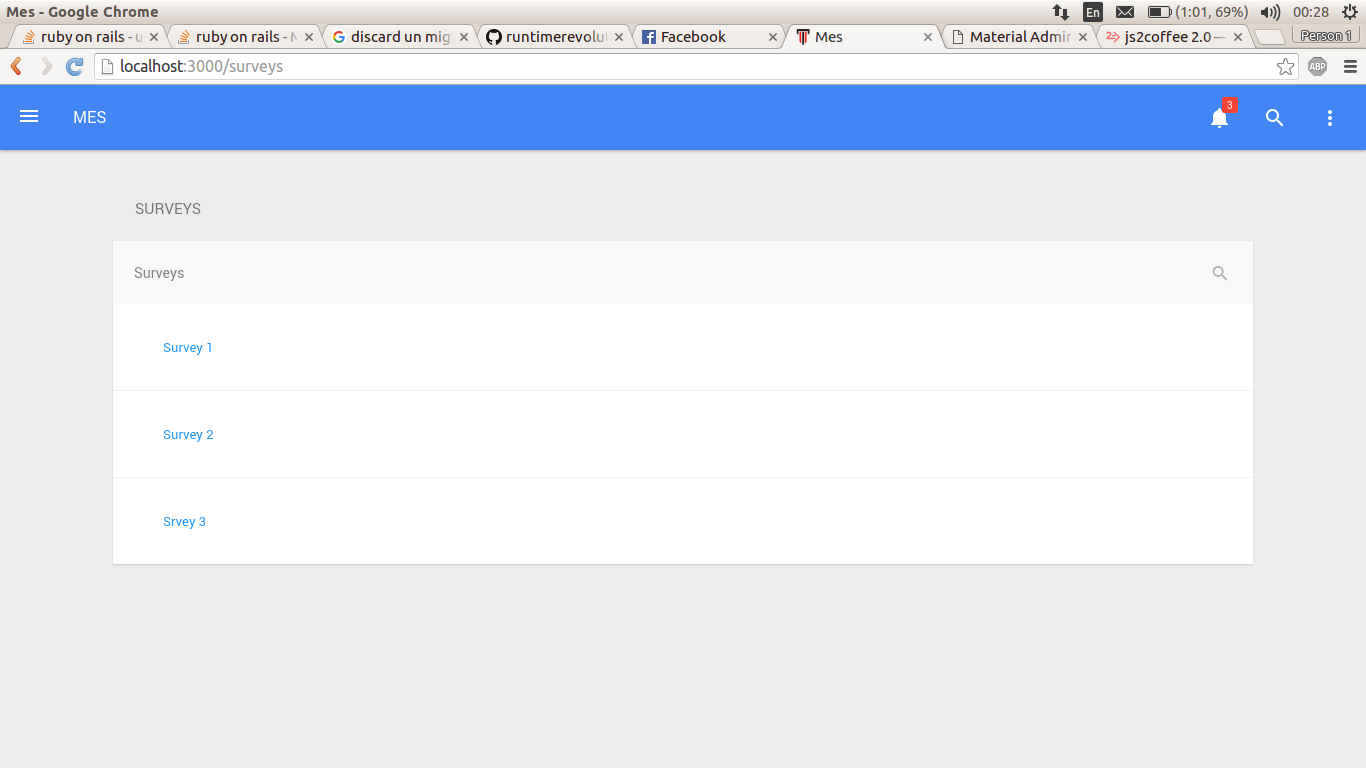 Mes - Google Chrome
En
(1:01, 69%)
00:28
ruby on rails - u
ruby on rails - M
discard un mig
runtimerevolu
Facebook
Mes
Material Admin
js2coffee 2.0 —
Person 1
localhost:3000/surveys
ABP
MES
3
SURVEYS
Surveys
Survey 1
Survey 2
Srvey 3